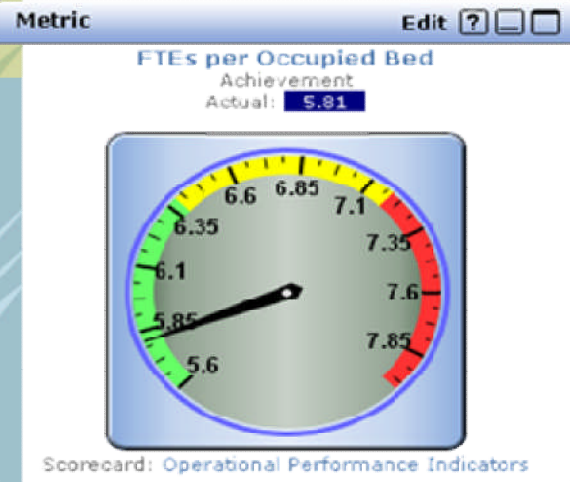 Metric Edit ?
FTEs per Occupied Bed
Achievement
Actual: 5.81
6.6 6.85 7.1
6.35 7.35
6.1 7.6
5.85 7.85
5.6
Scorecard: Operational Performance Indicators